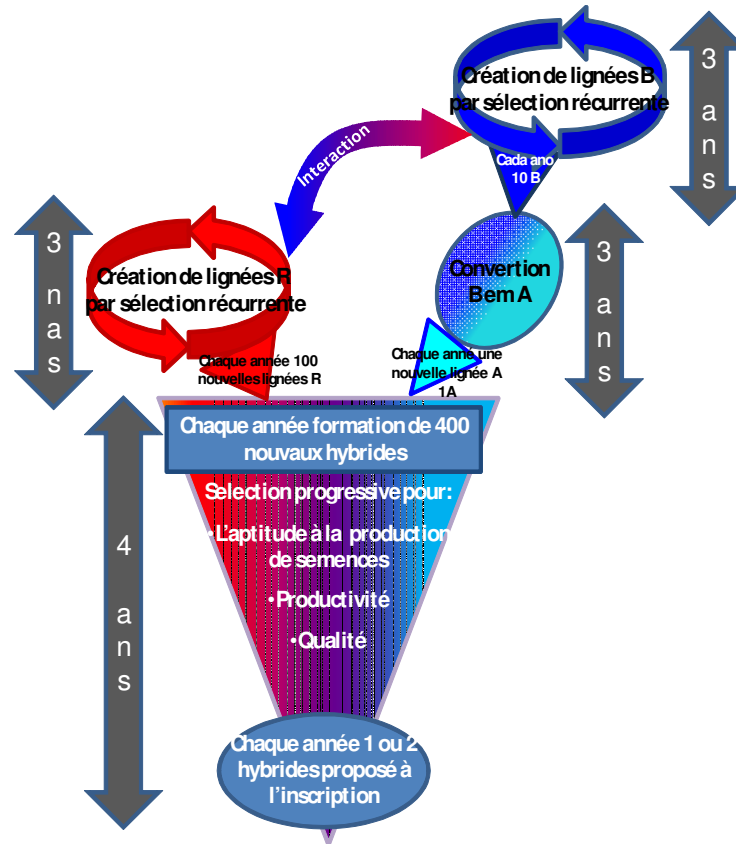 Création de lignées B
par sélection récurrente
3
a
n
s
Interaction
Cada ano
10 B
3
n
a
s
Création de lignées R
par sélection récurrente
Convertion
B em A
3
a
n
s
Chaque année 100
nouvelles lignées R
Chaque anné une
nouvelle lignée A
1A
Chaque année formation de 400
nouvaux hybrides
4
a
n
s
Selection progressive pour:
•L'aptitude à la production
de semences
•Productivité
•Qualité
Chaque année 1 ou 2
hybrides proposé à
l'inscription